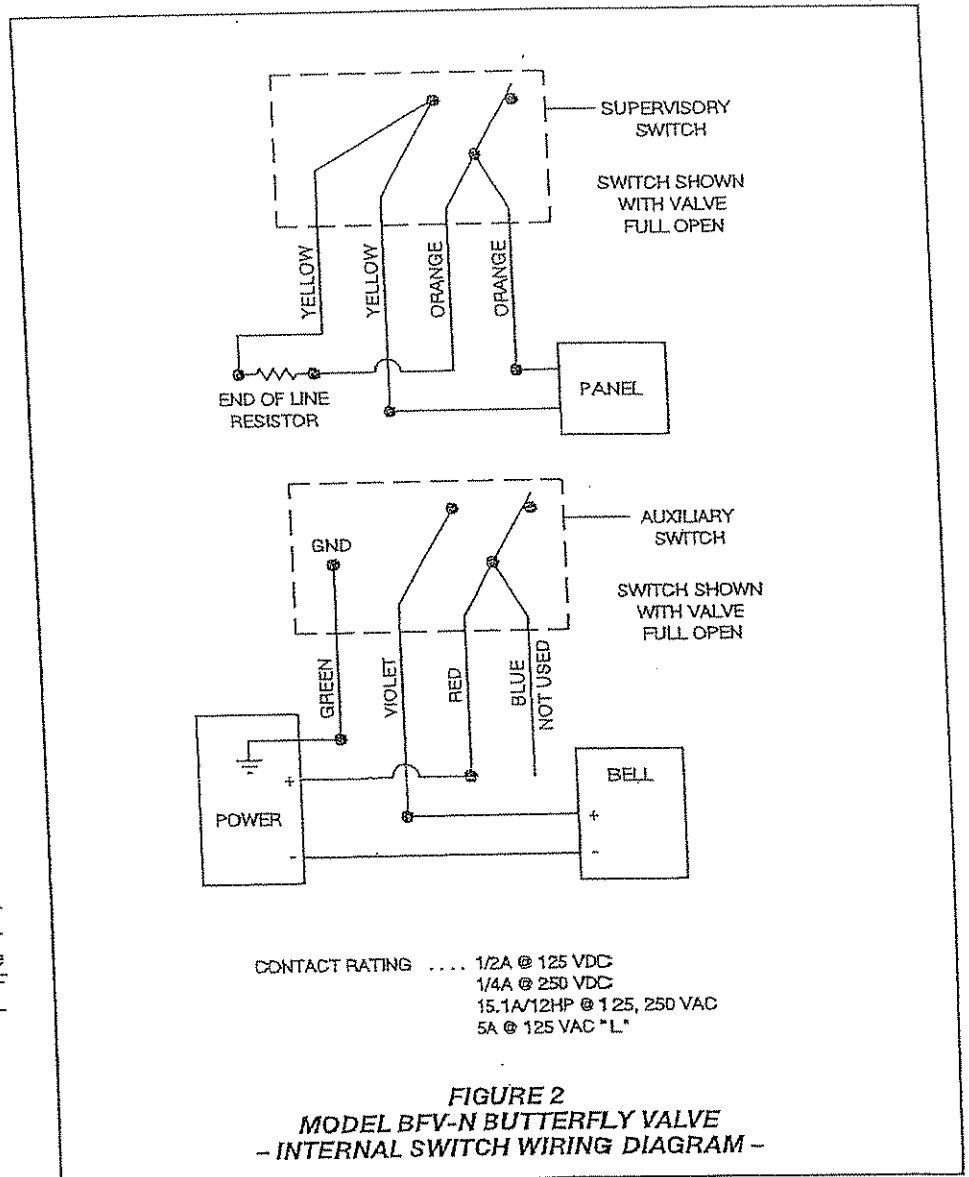 SUPERVISORY
SWITCH
SWITCH SHOWN
WITH VALVE
FULL OPEN
YELLOW
YELLOW
ORANGE
ORANGE
PANEL
END OF LINE
RESISTOR
AUXILIARY
SWITCH
GND
SWITCH SHOWN
WITH VALVE
FULL OPEN
GREEN
VIOLET
RED
BLUE
NOT USED
POWER
+
-
BELL
+
-
CONTACT RATING .... 1/2A @ 125 VDC
1/4A @ 250 VDC
15.1A/12HP @ 125, 250 VAC
5A @ 125 VAC "L"
FIGURE 2
MODEL BFV-N BUTTERFLY VALVE
– INTERNAL SWITCH WIRING DIAGRAM –